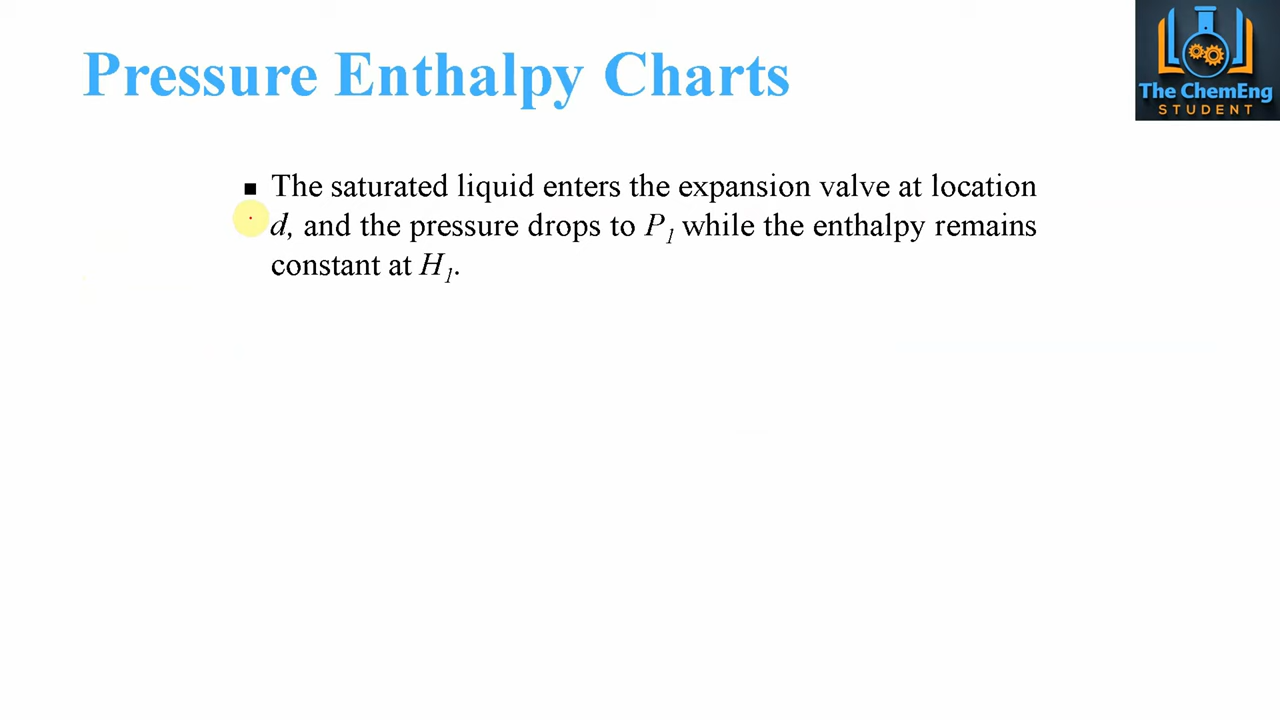 Pressure Enthalpy Charts
The ChemEng
STUDENT
▪ The saturated liquid enters the expansion valve at location
d, and the pressure drops to P₁ while the enthalpy remains
constant at H₁.